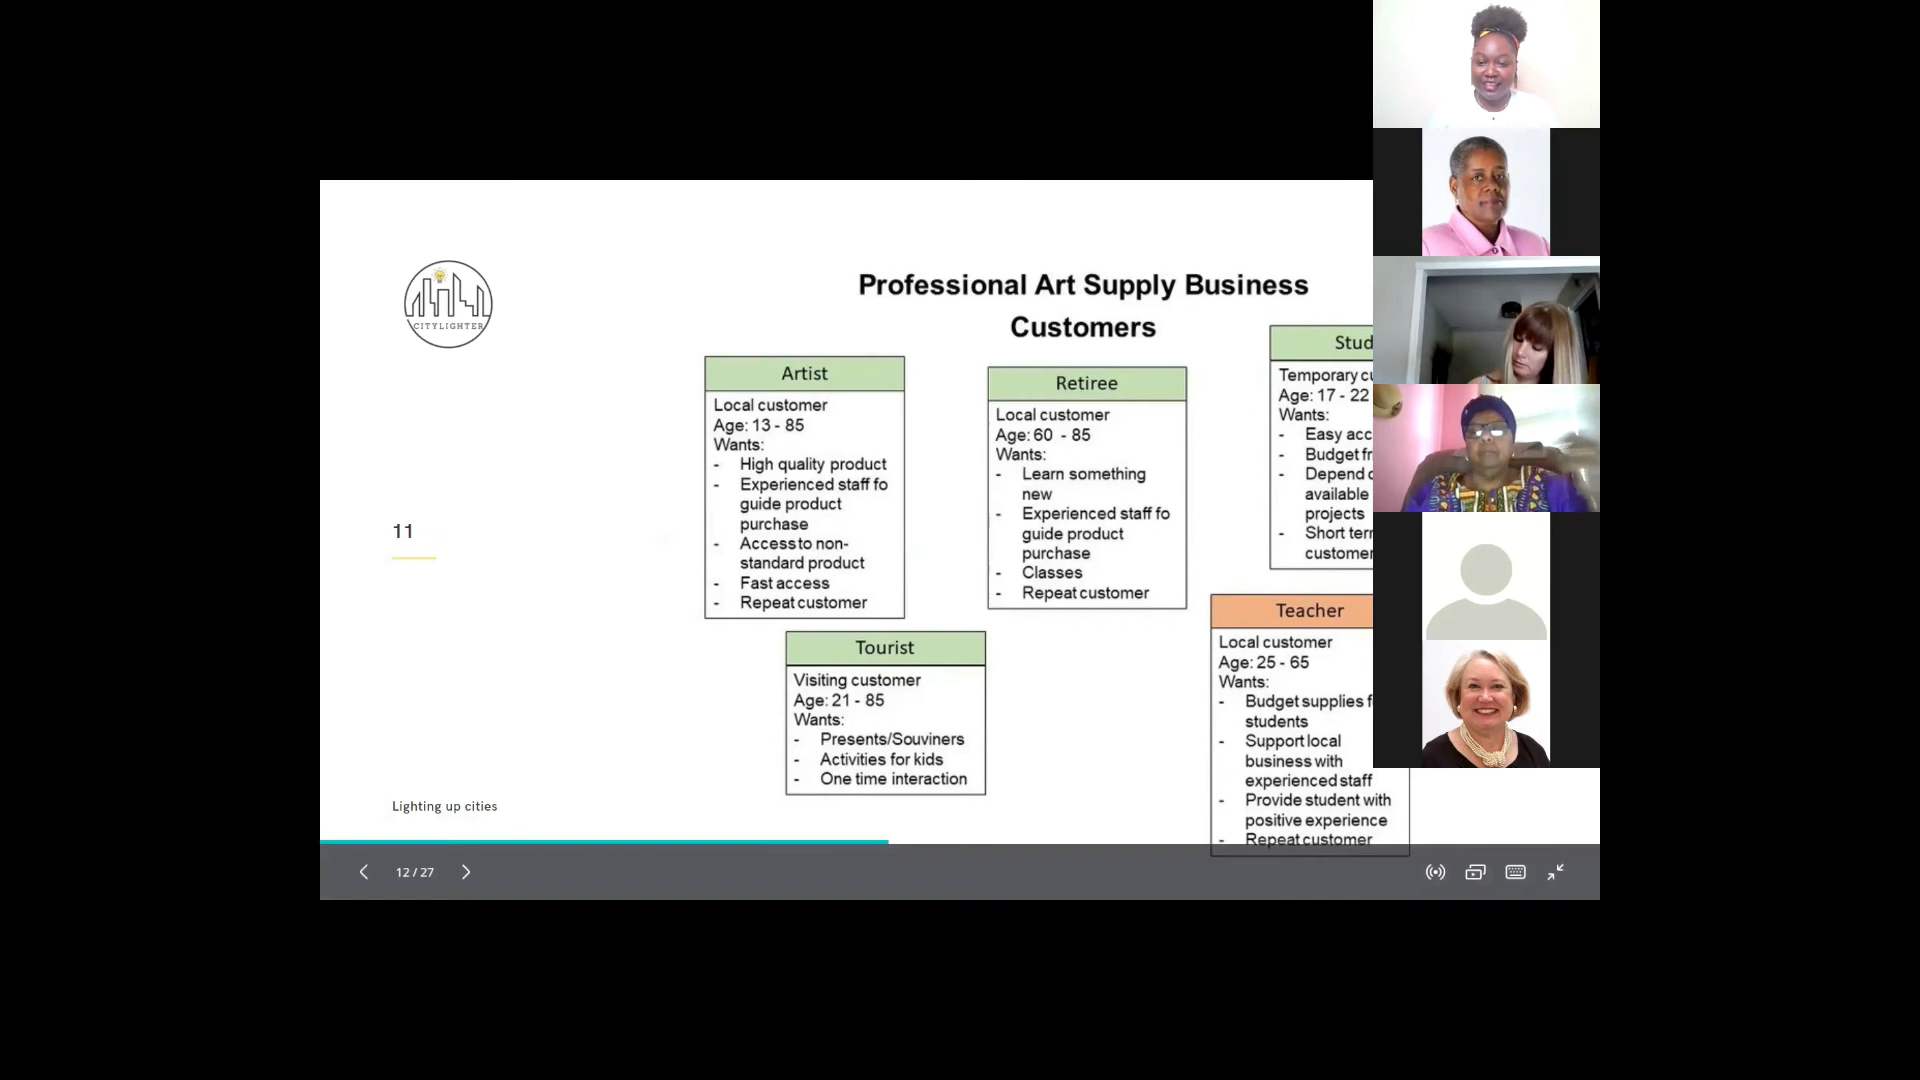 CITYLIGHTER
Professional Art Supply Business
Customers
Artist
Local customer
Age: 13 - 85
Wants:
- High quality product
- Experienced staff fo
guide product
purchase
- Access to non-
standard product
- Fast access
- Repeat customer
Retiree
Local customer
Age: 60 - 85
Wants:
- Learn something
new
- Experienced staff fo
guide product
purchase
- Classes
- Repeat customer
Stud
Temporary cu
Age: 17 - 22
Wants:
- Easy acc
- Budget fr
- Depend
available
projects
- Short ter
custome
Tourist
Visiting customer
Age: 21 - 85
Wants:
- Presents/Souviners
- Activities for kids
- One time interaction
Teacher
Local customer
Age: 25 - 65
Wants:
- Budget supplies f
students
- Support local
business with
experienced staff
- Provide student with
positive experience
- Repeat customer
11
Lighting up cities
12 / 27